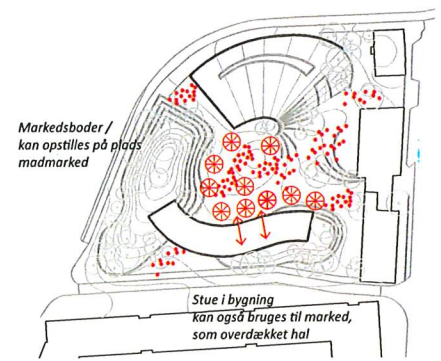 Markedsboder /
kan opstilles på plads
madmarked
Stue i bygning
kan også bruges til marked,
som overdækket hal